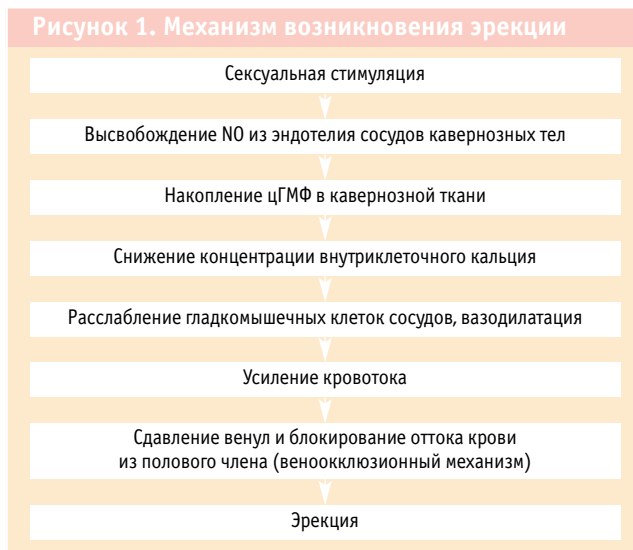 Рисунок 1. Механизм возникновения эрекции
Сексуальная стимуляция
Высвобождение NO из эндотелия сосудов кавернозных тел
Накопление цГМФ в кавернозной ткани
Снижение концентрации внутриклеточного кальция
Расслабление гладкомышечных клеток сосудов, вазодилатация
Усиление кровотока
Сдавление венул и блокирование оттока крови
из полового члена (веноокклюзионный механизм)
Эрекция